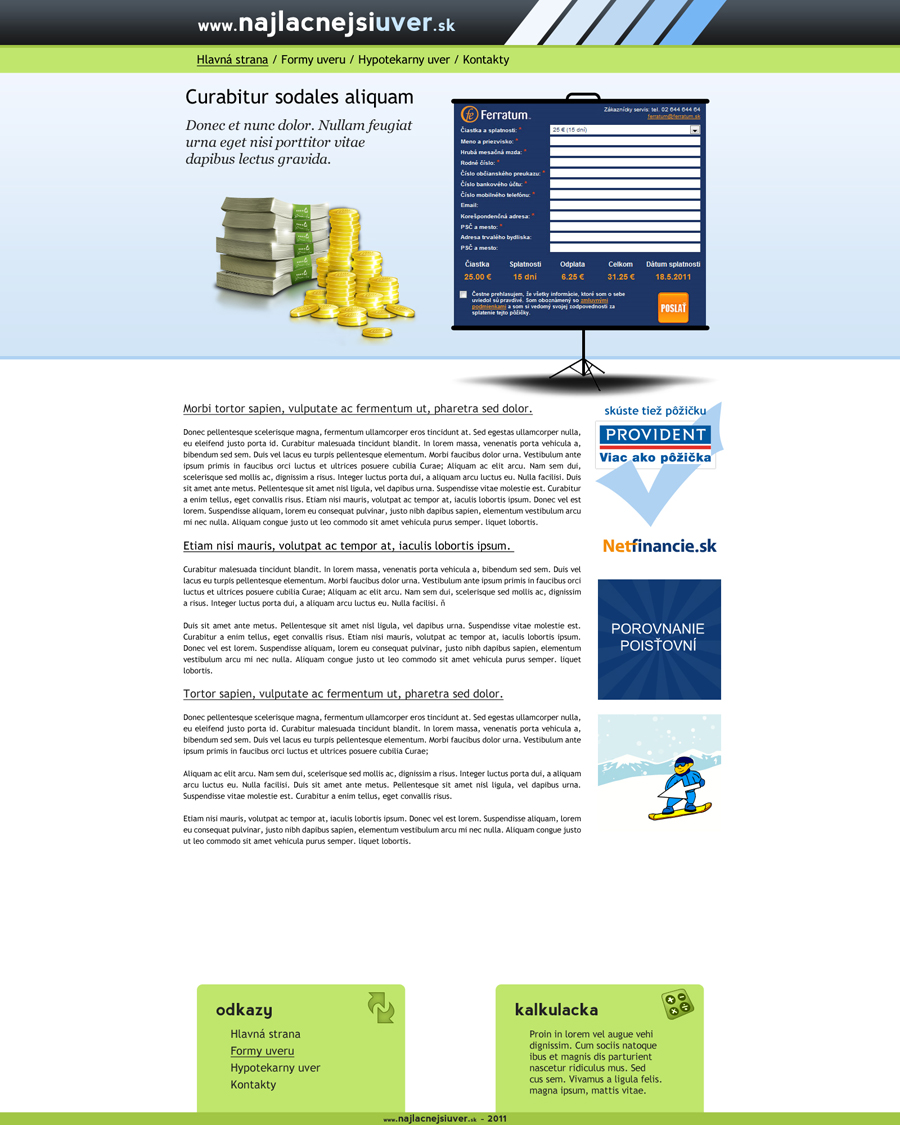 www.najlacnejsiuver.sk
Hlavná strana / Formy uveru / Hypotekarny uver / Kontakty
Curabitur sodales aliquam
Donec et nunc dolor. Nullam feugiat
urna eget nisi porttitor vitae
dapibus lectus gravida.
Ferratum
Zákaznícky servis: tel. 02 644 644 64
ferratum@ferratum.sk
Čiastka a splatnosti: * 25 € (15 dní)
Meno a priezvisko: *
Hrubá mesačná mzda: *
Rodné číslo: *
Číslo občianského preukazu: *
Číslo bankového účtu: *
Číslo mobilného telefónu: *
Email:
Korešpondenčná adresa: *
PSČ a mesto: *
Adresa trvalého bydliska:
PSČ a mesto:
Čiastka Splatnosti Odplata Celkom Dátum splatnosti
25.00 € 15 dni 6.25 € 31.25 € 18.5.2011
Čestne prehlasujem, že všetky informácie, ktoré som o sebe
uviedol sú pravdivé. Som oboznámený so zmluvnými
podmienkami a som si vedomý svojej zodpovednosti za
splatenie tejto pôžičky.
POSLAŤ
Morbi tortor sapien, vulputate ac fermentum ut, pharetra sed dolor.
Donec pellentesque scelerisque magna, fermentum ullamcorper eros tincidunt at. Sed egestas ullamcorper nulla,
eu eleifend justo porta id. Curabitur malesuada tincidunt blandit. In lorem massa, venenatis porta vehicula a,
bibendum sed sem. Duis vel lacus eu turpis pellentesque elementum. Morbi faucibus dolor urna. Vestibulum ante
ipsum primis in faucibus orci luctus et ultrices posuere cubilia Curae; Aliquam ac elit arcu. Nam sem dui,
scelerisque sed mollis ac, dignissim a risus. Integer luctus porta dui, a aliquam arcu luctus eu. Nulla facilisi. Duis
sit amet ante metus. Pellentesque sit amet nisl ligula, vel dapibus urna. Suspendisse vitae molestie est. Curabitur
a enim tellus, eget convallis risus. Etiam nisi mauris, volutpat ac tempor at, iaculis lobortis ipsum. Donec vel est
lorem. Suspendisse aliquam, lorem eu consequat pulvinar, justo nibh dapibus sapien, elementum vestibulum arcu
mi nec nulla. Aliquam congue justo ut leo commodo sit amet vehicula purus semper. liquet lobortis.
Etiam nisi mauris, volutpat ac tempor at, iaculis lobortis ipsum.
Curabitur malesuada tincidunt blandit. In lorem massa, venenatis porta vehicula a, bibendum sed sem. Duis vel
lacus eu turpis pellentesque elementum. Morbi faucibus dolor urna. Vestibulum ante ipsum primis in faucibus orci
luctus et ultrices posuere cubilia Curae; Aliquam ac elit arcu. Nam sem dui, scelerisque sed mollis ac, dignissim
a risus. Integer luctus porta dui, a aliquam arcu luctus eu. Nulla facilisi. ň
Duis sit amet ante metus. Pellentesque sit amet nisl ligula, vel dapibus urna. Suspendisse vitae molestie est.
Curabitur a enim tellus, eget convallis risus. Etiam nisi mauris, volutpat ac tempor at, iaculis lobortis ipsum.
Donec vel est lorem. Suspendisse aliquam, lorem eu consequat pulvinar, justo nibh dapibus sapien, elementum
vestibulum arcu mi nec nulla. Aliquam congue justo ut leo commodo sit amet vehicula purus semper. liquet
lobortis.
Tortor sapien, vulputate ac fermentum ut, pharetra sed dolor.
Donec pellentesque scelerisque magna, fermentum ullamcorper eros tincidunt at. Sed egestas ullamcorper nulla,
eu eleifend justo porta id. Curabitur malesuada tincidunt blandit. In lorem massa, venenatis porta vehicula a,
bibendum sed sem. Duis vel lacus eu turpis pellentesque elementum. Morbi faucibus dolor urna. Vestibulum ante
ipsum primis in faucibus orci luctus et ultrices posuere cubilia Curae;
Aliquam ac elit arcu. Nam sem dui, scelerisque sed mollis ac, dignissim a risus. Integer luctus porta dui, a aliquam
arcu luctus eu. Nulla facilisi. Duis sit amet ante metus. Pellentesque sit amet nisl ligula, vel dapibus urna.
Suspendisse vitae molestie est. Curabitur a enim tellus, eget convallis risus.
Etiam nisi mauris, volutpat ac tempor at, iaculis lobortis ipsum. Donec vel est lorem. Suspendisse aliquam, lorem
eu consequat pulvinar, justo nibh dapibus sapien, elementum vestibulum arcu mi nec nulla. Aliquam congue justo
ut leo commodo sit amet vehicula purus semper. liquet lobortis.
skúste tiež pôžičku
PROVIDENT
Viac ako pôžička
Netfinancie.sk
POROVNANIE
POISŤOVNÍ
odkazy
Hlavná strana
Formy uveru
Hypotekarny uver
Kontakty
kalkulacka
Proin in lorem vel augue vehi
dignissim. Cum sociis natoque
ibus et magnis dis parturient
nascetur ridiculus mus. Sed
cus sem. Vivamus a ligula felis.
magna ipsum, mattis vitae.
www.najlacnejsiuver.sk - 2011